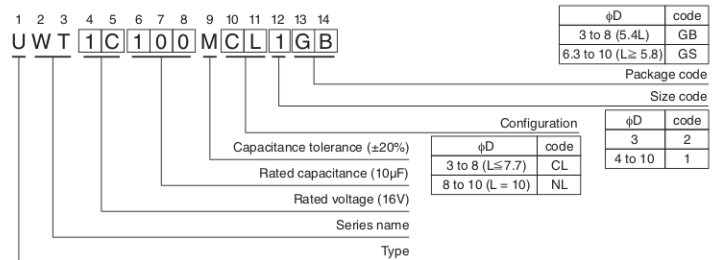 1 2 3 4 5 6 7 8 9 10 11 12 13 14
U W T 1 C 1 0 0 M C L 1 G B
ϕD code
3 to 8 (5.4L) GB
6.3 to 10 (L≧ 5.8) GS
Package code
Size code
ϕD code
3 2
4 to 10 1
Configuration
ϕD code
3 to 8 (L≦7.7) CL
8 to 10 (L = 10) NL
Capacitance tolerance (±20%)
Rated capacitance (10µF)
Rated voltage (16V)
Series name
Type